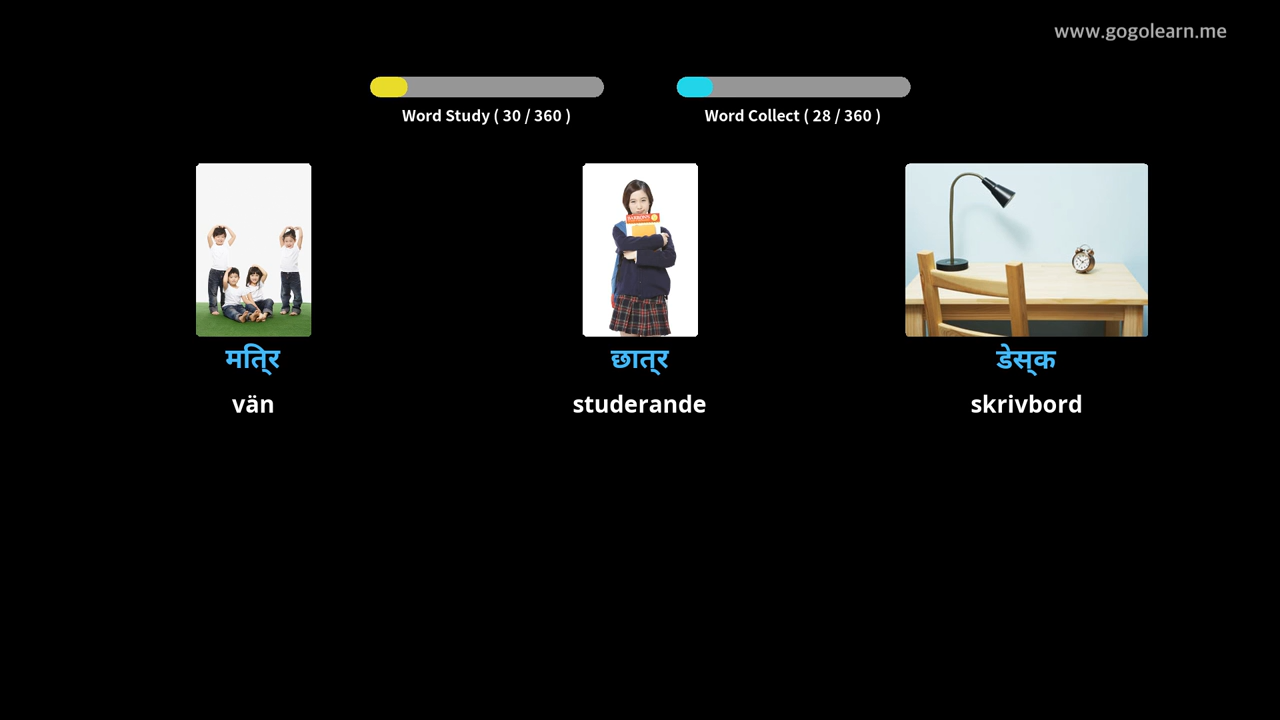 www.gogolearn.me
Word Study ( 30 / 360 )
Word Collect ( 28 / 360 )
मित्र
छात्र
डेस्क
vän
studerande
skrivbord